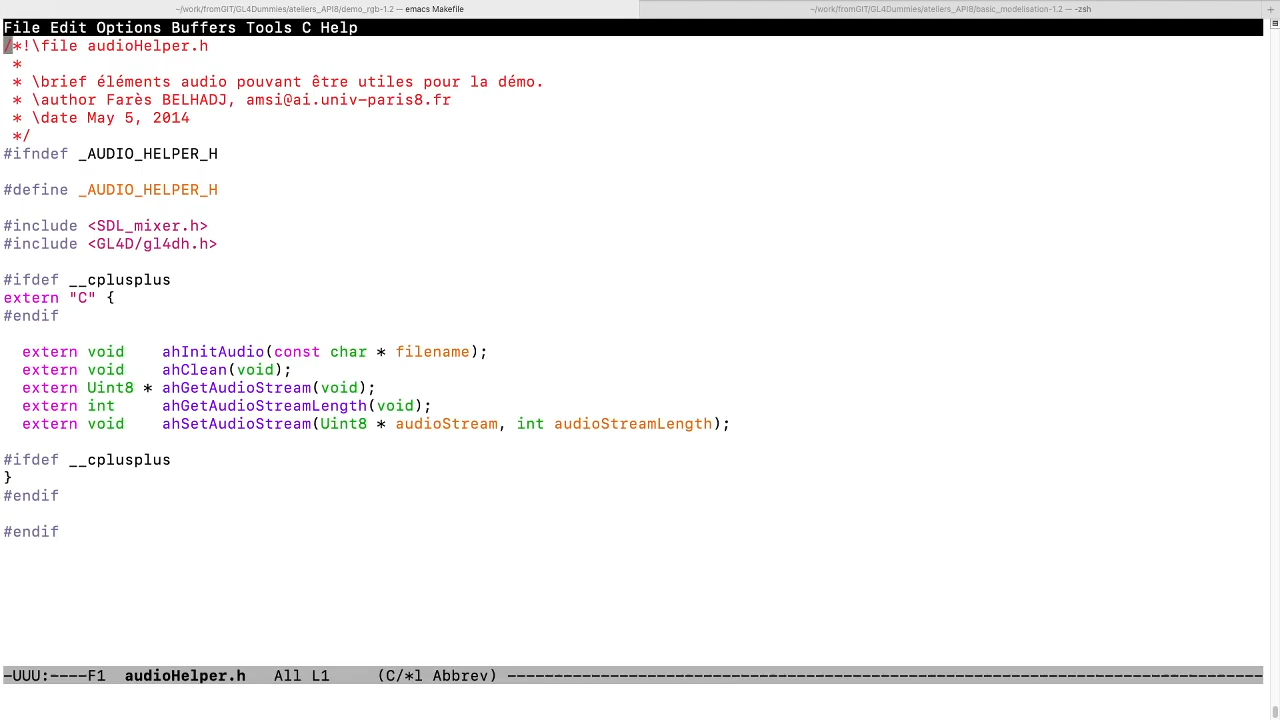 ~/work/fromGIT/GL4Dummies/ateliers_API8/demo_rgb-1.2 — emacs Makefile
~/work/fromGIT/GL4Dummies/ateliers_API8/basic_modelisation-1.2 — -zsh
File Edit Options Buffers Tools C Help
/*!\file audioHelper.h
 *
 * \brief éléments audio pouvant être utiles pour la démo.
 * \author Farès BELHADJ, amsi@ai.univ-paris8.fr
 * \date May 5, 2014
 */
#ifndef _AUDIO_HELPER_H
#define _AUDIO_HELPER_H
#include <SDL_mixer.h>
#include <GL4D/gl4dh.h>
#ifdef __cplusplus
extern "C" {
#endif
  extern void    ahInitAudio(const char * filename);
  extern void    ahClean(void);
  extern Uint8 * ahGetAudioStream(void);
  extern int     ahGetAudioStreamLength(void);
  extern void    ahSetAudioStream(Uint8 * audioStream, int audioStreamLength);
#ifdef __cplusplus
}
#endif
#endif
-UUU:----F1  audioHelper.h   All L1     (C/*l Abbrev) ---------------------------------------------------------------------------------